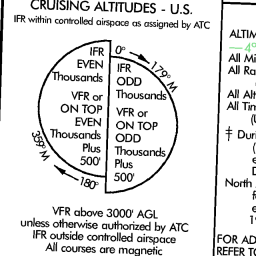 CRUISING ALTITUDES - U.S.
IFR within controlled airspace as assigned by ATC
IFR
EVEN
Thousands
VFR or
ON TOP
EVEN
Thousands
Plus
500'
0°
179° M
IFR
ODD
Thousands
VFR or
ON TOP
ODD
Thousands
Plus
500'
359° M
180°
VFR above 3000' AGL
unless otherwise authorized by ATC
IFR outside controlled airspace
All courses are magnetic
ALTIM
— 4°
All Mi
All Ra
All Alt
All Tim
(U
‡ Duri
(
North
FOR AD
REFER TO